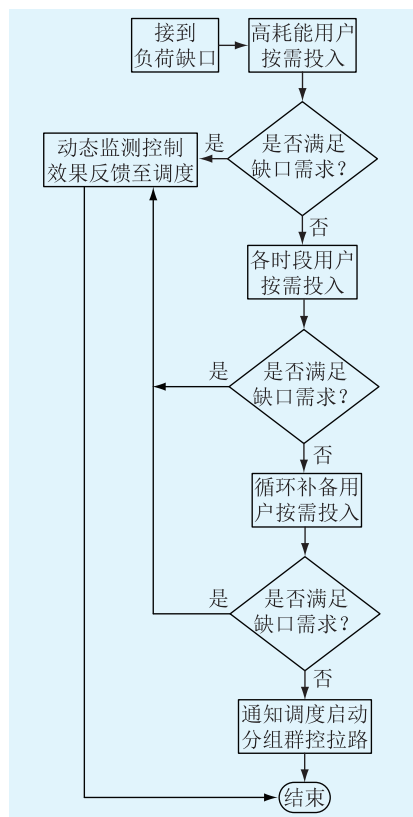 接到
负荷缺口
高耗能用户
按需投入
是否满足
缺口需求?
是
动态监测控制
效果反馈至调度
否
各时段用户
按需投入
是否满足
缺口需求?
是
否
循环补备用
户按需投入
是否满足
缺口需求?
是
否
通知调度启动
分组群控拉路
结束